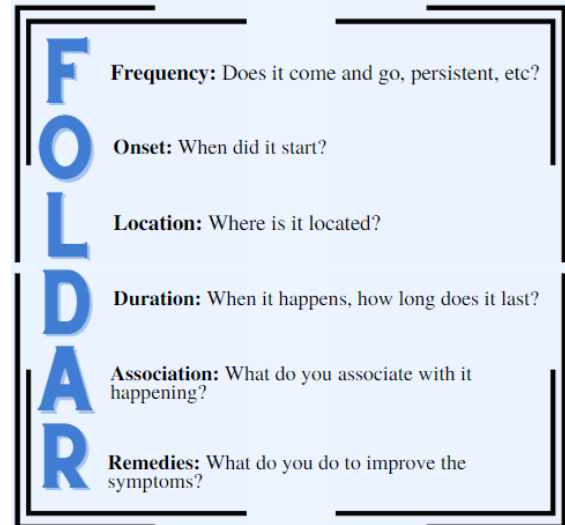 F
Frequency: Does it come and go, persistent, etc?
O
Onset: When did it start?
L
Location: Where is it located?
D
Duration: When it happens, how long does it last?
A
Association: What do you associate with it
happening?
R
Remedies: What do you do to improve the
symptoms?